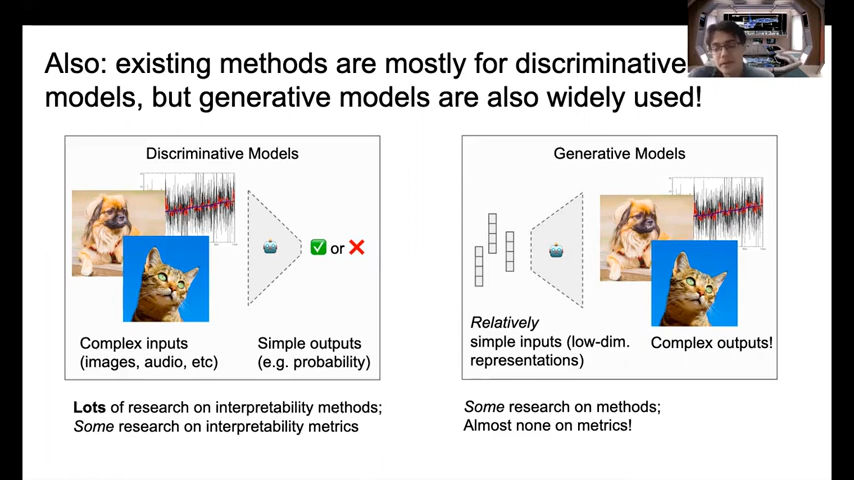 Also: existing methods are mostly for discriminative
models, but generative models are also widely used!
Discriminative Models
or
Complex inputs
(images, audio, etc)
Simple outputs
(e.g. probability)
Lots of research on interpretability methods;
Some research on interpretability metrics
Generative Models
Relatively
simple inputs (low-dim.
representations)
Complex outputs!
Some research on methods;
Almost none on metrics!